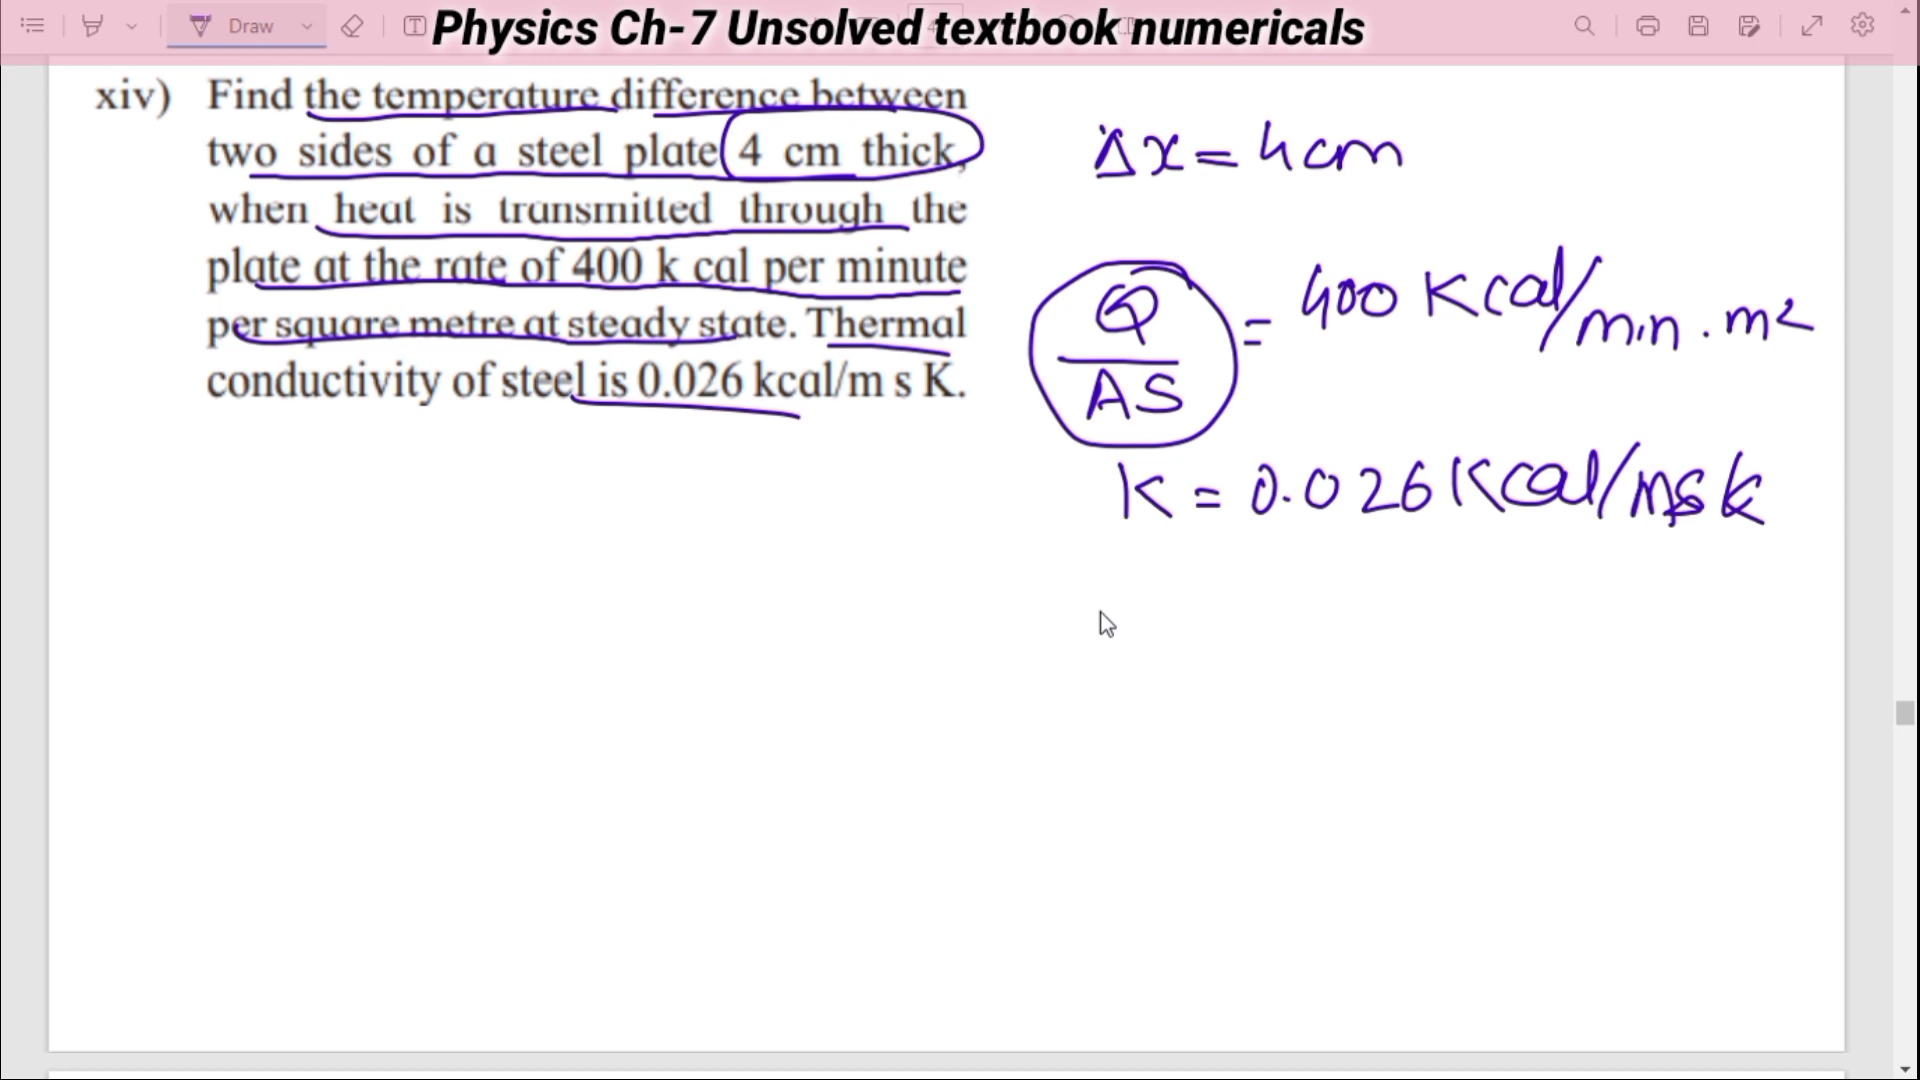 Draw
Physics Ch-7 Unsolved textbook numericals
xiv) Find the temperature difference between
two sides of a steel plate 4 cm thick,
when heat is transmitted through the
plate at the rate of 400 k cal per minute
per square metre at steady state. Thermal
conductivity of steel is 0.026 kcal/m s K.
Δx = 4 cm
Q/AS = 400 Kcal/min.m²
K = 0.026 Kcal/msk